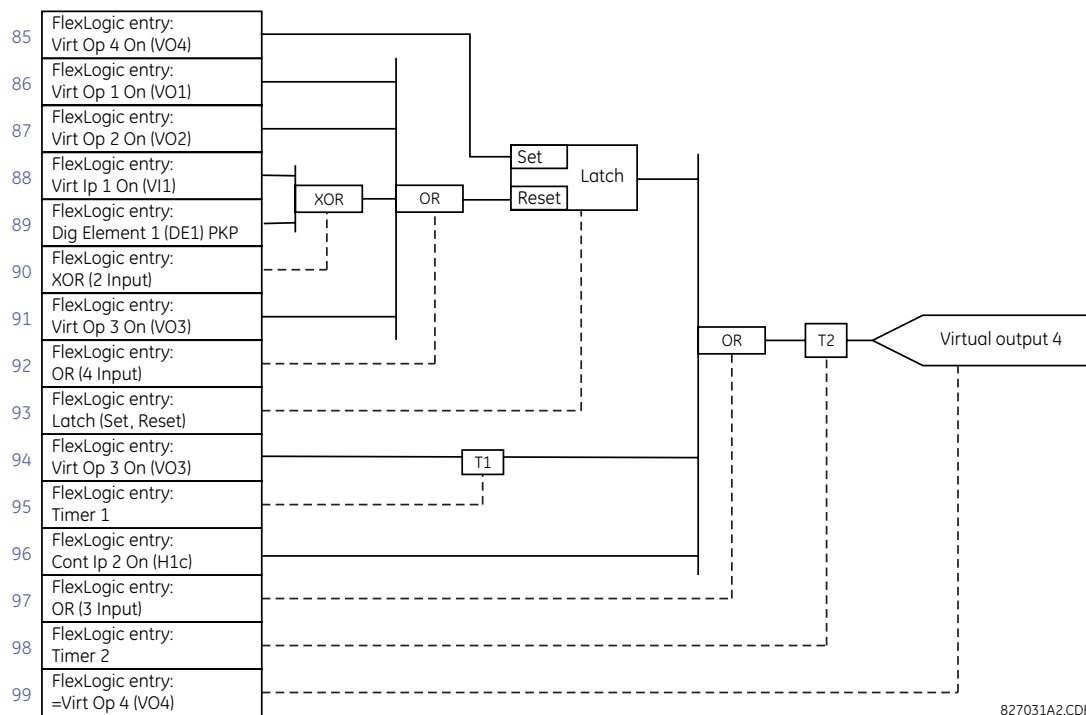 85
FlexLogic entry:
Virt Op 4 On (VO4)
86
FlexLogic entry:
Virt Op 1 On (VO1)
87
FlexLogic entry:
Virt Op 2 On (VO2)
88
FlexLogic entry:
Virt Ip 1 On (VI1)
89
FlexLogic entry:
Dig Element 1 (DE1) PKP
90
FlexLogic entry:
XOR (2 Input)
91
FlexLogic entry:
Virt Op 3 On (VO3)
92
FlexLogic entry:
OR (4 Input)
93
FlexLogic entry:
Latch (Set, Reset)
94
FlexLogic entry:
Virt Op 3 On (VO3)
95
FlexLogic entry:
Timer 1
96
FlexLogic entry:
Cont Ip 2 On (H1c)
97
FlexLogic entry:
OR (3 Input)
98
FlexLogic entry:
Timer 2
99
FlexLogic entry:
=Virt Op 4 (VO4)
XOR
OR
Set
Latch
Reset
T1
OR
T2
Virtual output 4